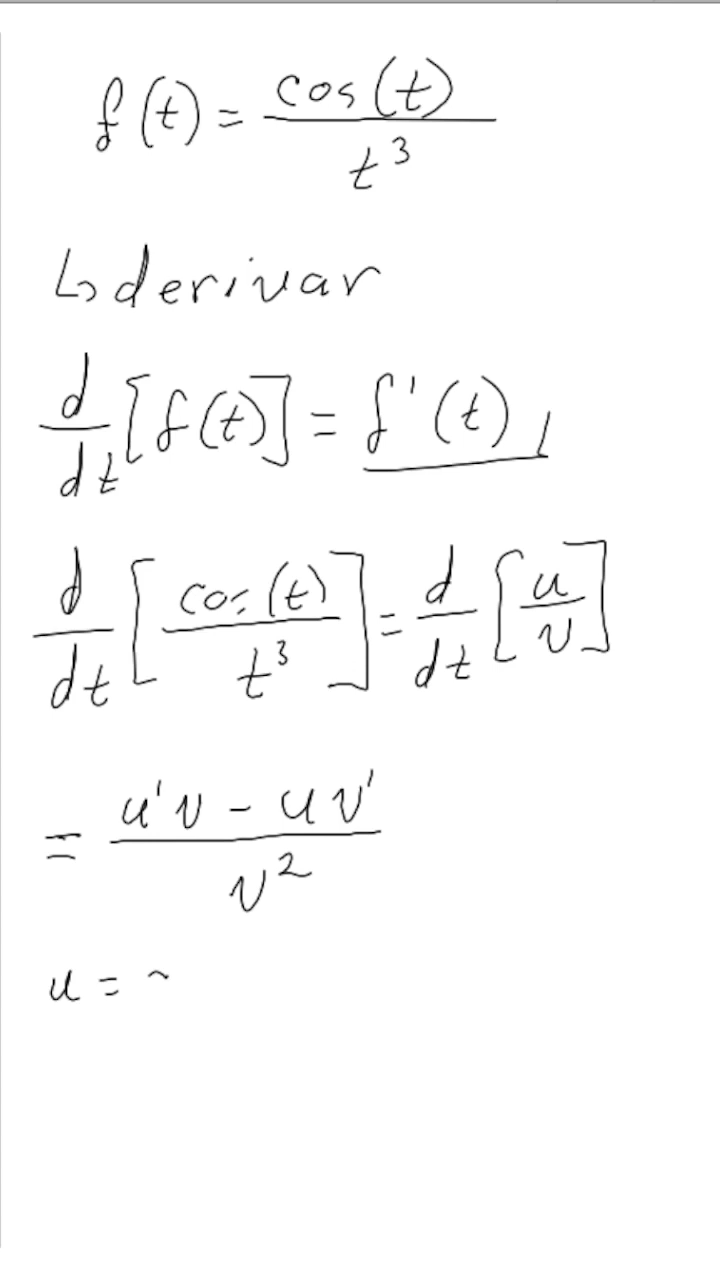 f(t) = cos(t) / t³
↳ derivar
d/dt [f(t)] = f'(t)
d/dt [cos(t) / t³] = d/dt [u/v]
= (u'v - uv') / v²
u =